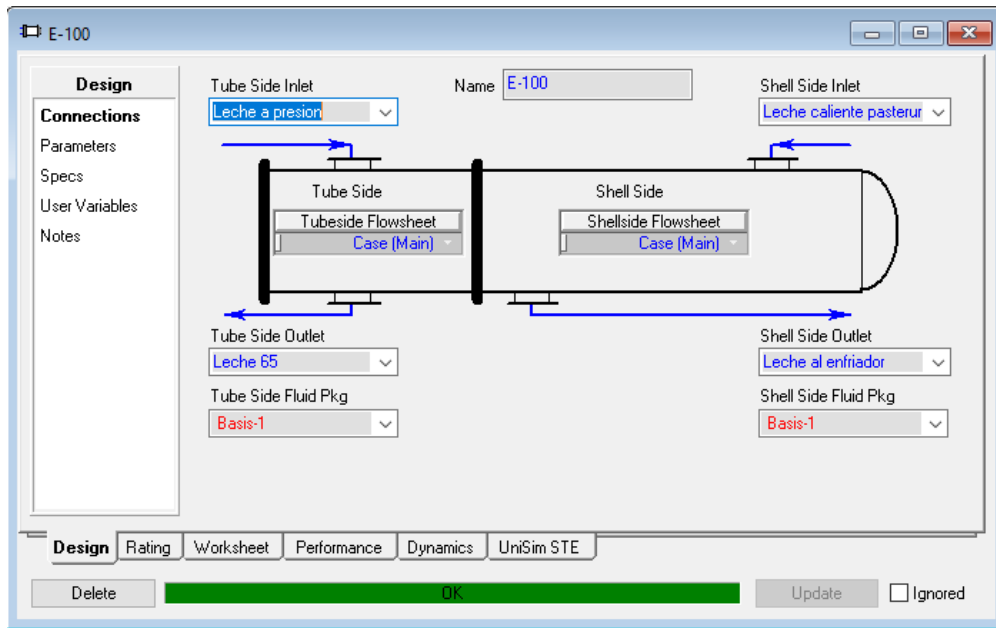 E-100
Design
Connections
Parameters
Specs
User Variables
Notes
Tube Side Inlet
Leche a presion
Name E-100
Shell Side Inlet
Leche caliente pasterur
Tube Side
Shell Side
Tubeside Flowsheet
Case (Main)
Shellside Flowsheet
Case (Main)
Tube Side Outlet
Leche 65
Shell Side Outlet
Leche al enfriador
Tube Side Fluid Pkg
Basis-1
Shell Side Fluid Pkg
Basis-1
Design Rating Worksheet Performance Dynamics UniSim STE
Delete OK Update Ignored